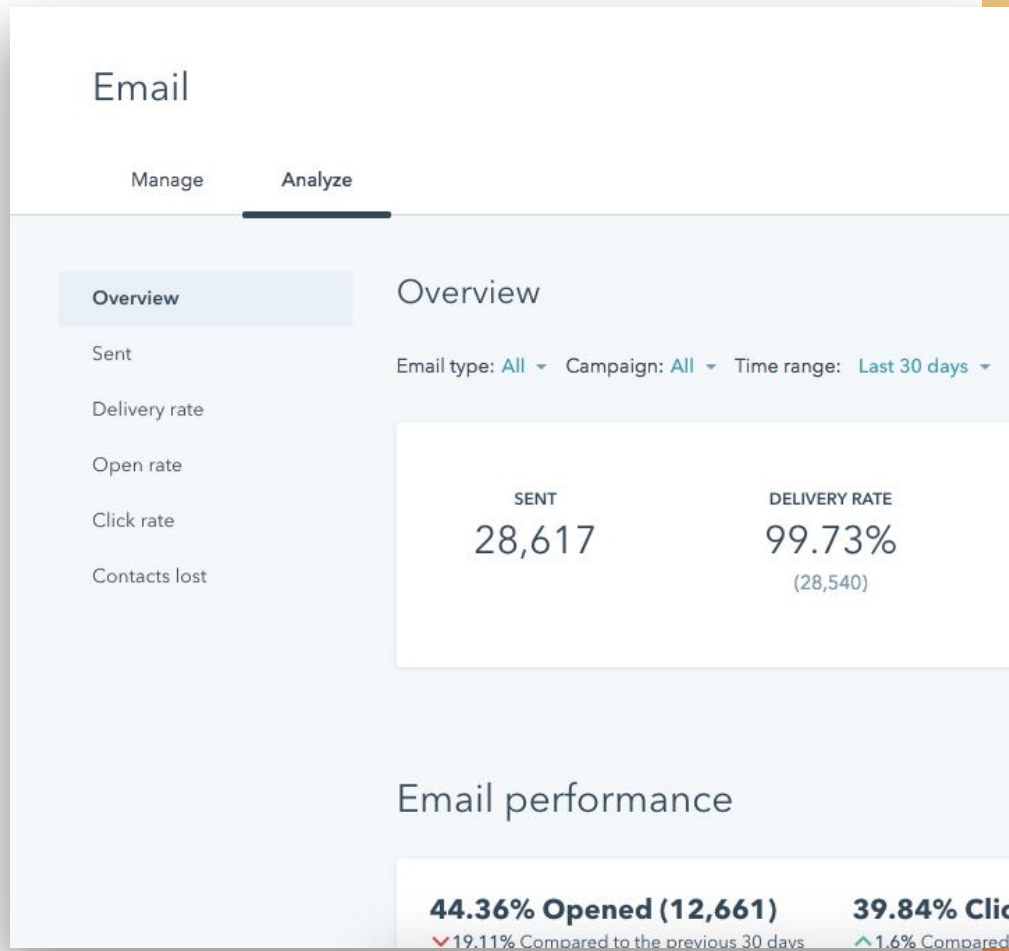 Email
Manage Analyze
Overview
Sent
Delivery rate
Open rate
Click rate
Contacts lost
Overview
Email type: All Campaign: All Time range: Last 30 days
SENT DELIVERY RATE
28,617 99.73%
(28,540)
Email performance
44.36% Opened (12,661) 39.84%
19.11% Compared to the previous 30 days 1.6% Compared